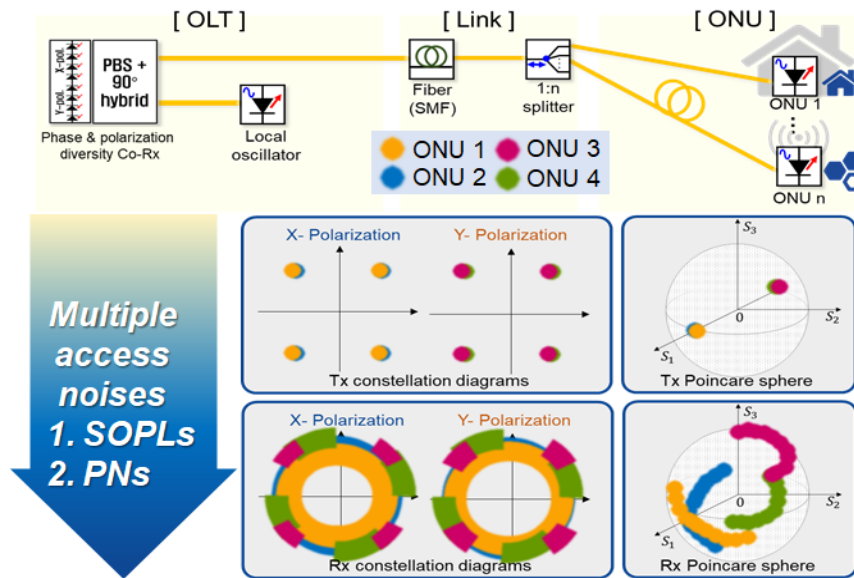 [ OLT ]
[ Link ]
[ ONU ]
X-pol.
Y-pol.
PBS +
90°
hybrid
Phase & polarization
diversity Co-Rx
Local
oscillator
Fiber
(SMF)
1:n
splitter
ONU 1
ONU n
ONU 1
ONU 2
ONU 3
ONU 4
Multiple
access
noises
1. SOPLs
2. PNs
X- Polarization
Y- Polarization
Tx constellation diagrams
S3
0
S2
S1
Tx Poincare sphere
X- Polarization
Y- Polarization
Rx constellation diagrams
S3
0
S2
S1
Rx Poincare sphere